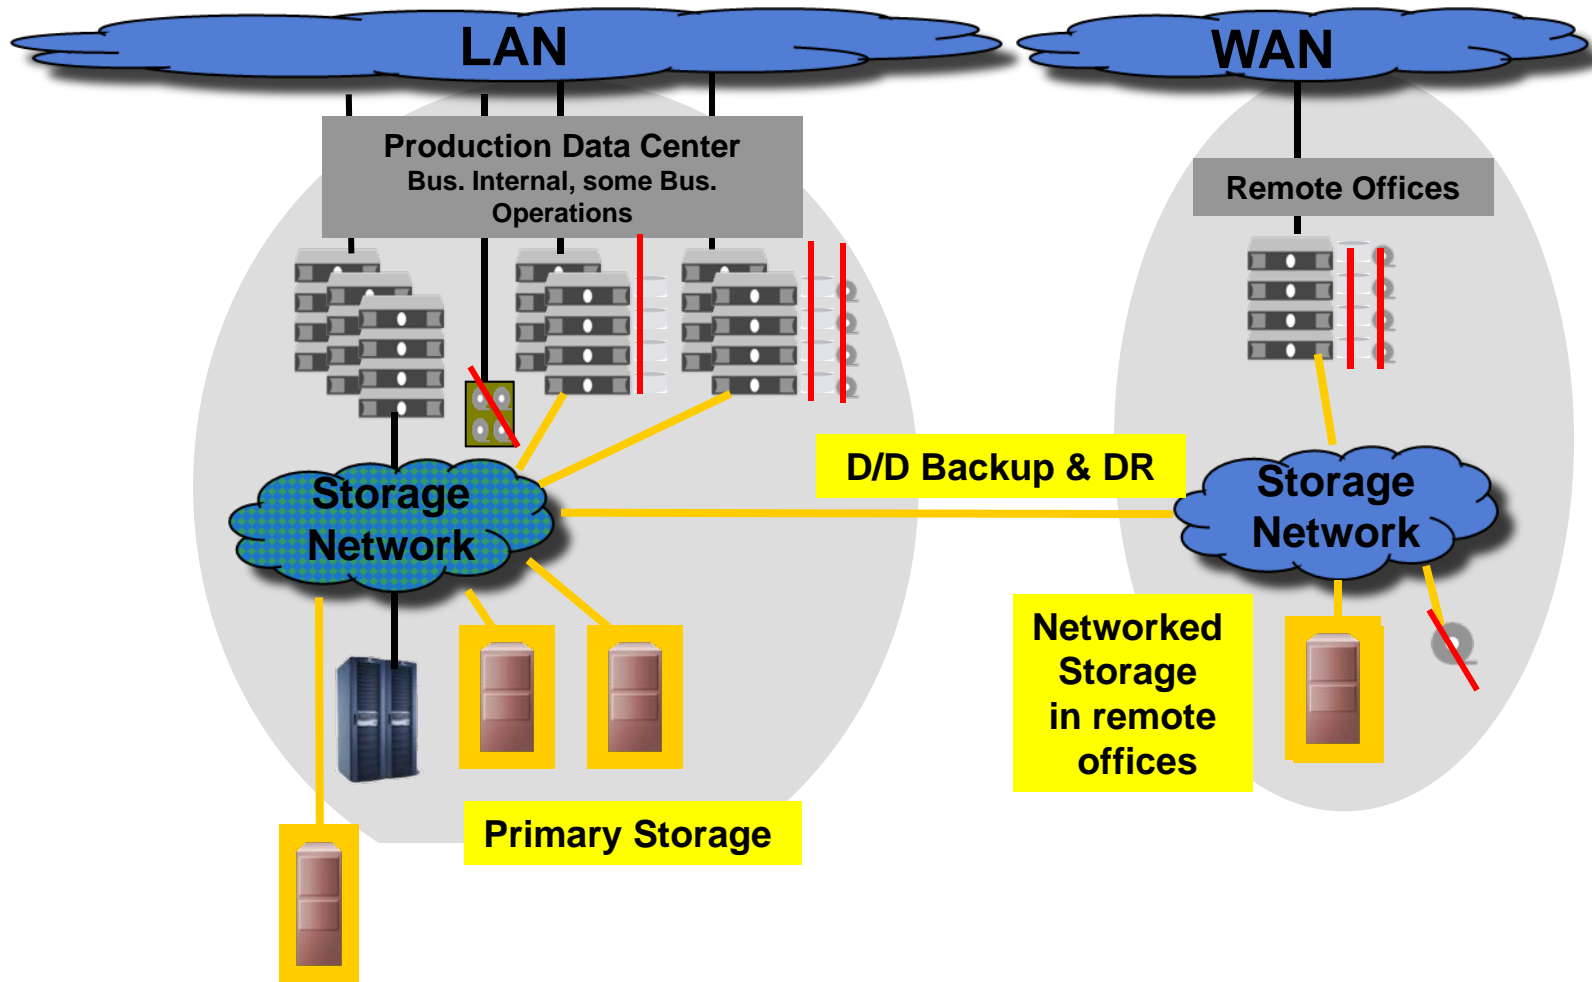 LAN
WAN
Production Data Center
Bus. Internal, some Bus.
Operations
Remote Offices
D/D Backup & DR
Storage
Network
Storage
Network
Networked
Storage
in remote
offices
Primary Storage